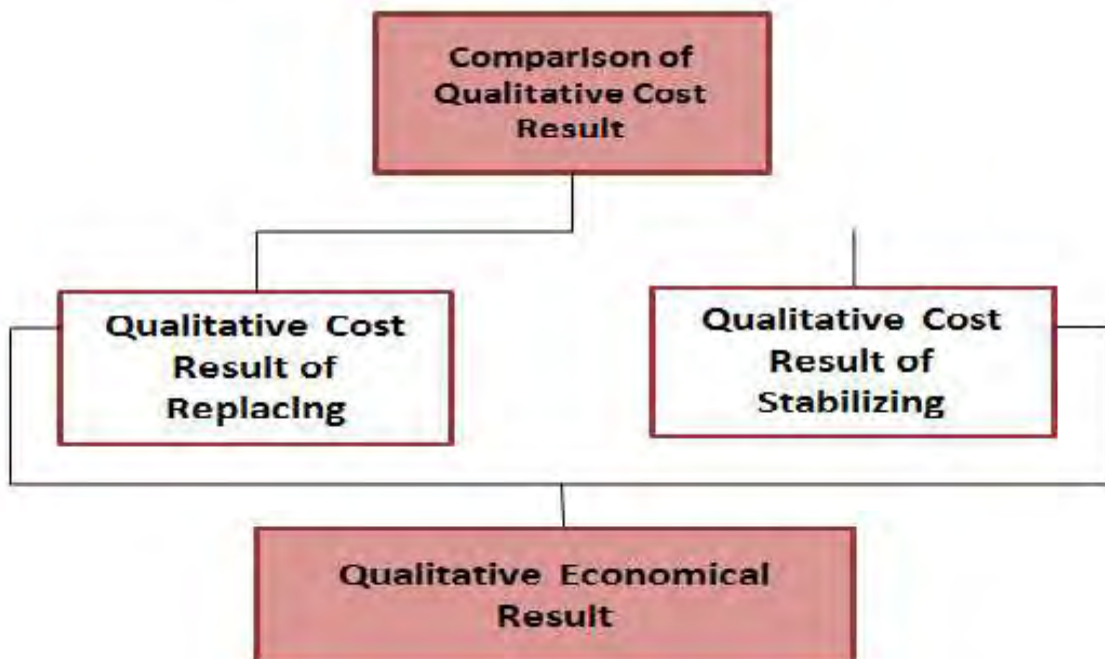 Comparison of
Qualitative Cost
Result
Qualitative Cost
Result of
Replacing
Qualitative Cost
Result of
Stabilizing
Qualitative Economical
Result